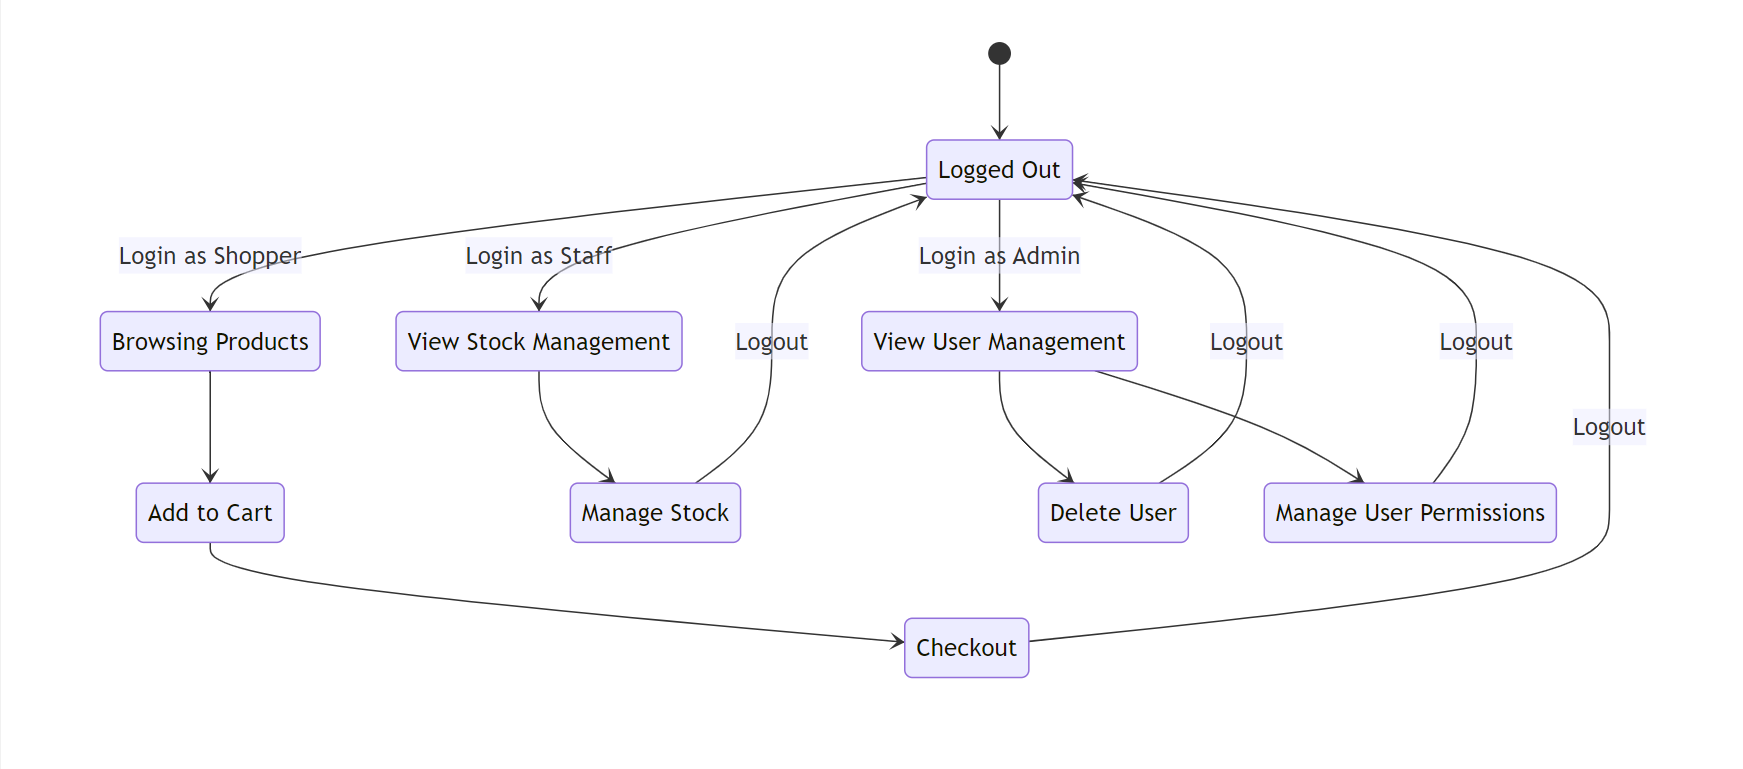 Logged Out
Login as Shopper
Login as Staff
Login as Admin
Browsing Products
View Stock Management
Logout
View User Management
Logout
Logout
Logout
Add to Cart
Manage Stock
Delete User
Manage User Permissions
Checkout